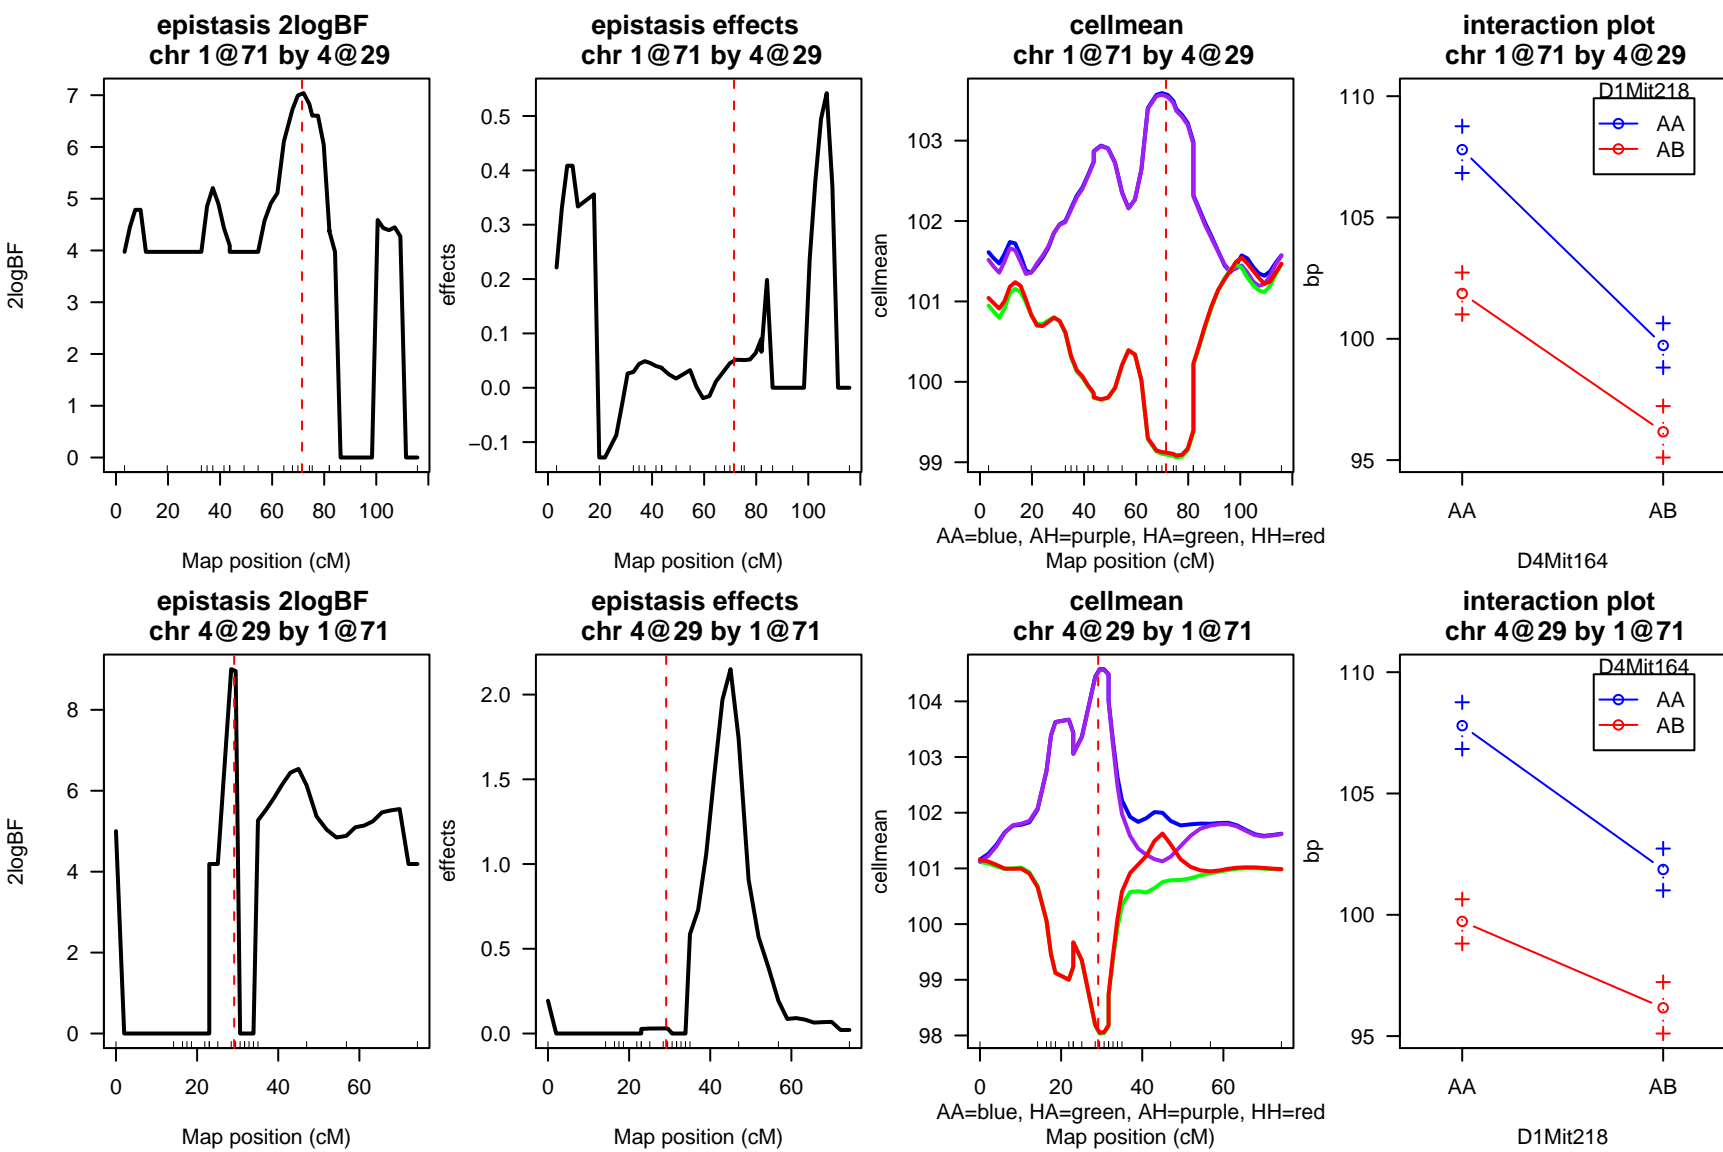 epistasis 2logBF
chr 1@71 by 4@29
2logBF
7
6
5
4
3
2
1
0
0 20 40 60 80 100
Map position (cM)
epistasis effects
chr 1@71 by 4@29
effects
0.5
0.4
0.3
0.2
0.1
0.0
−0.1
0 20 40 60 80 100
Map position (cM)
cellmean
chr 1@71 by 4@29
cellmean
103
102
101
100
99
0 20 40 60 80 100
AA=blue, AH=purple, HA=green, HH=red
Map position (cM)
interaction plot
chr 1@71 by 4@29
bp
110
105
100
95
D1Mit218
AA
AB
AA AB
D4Mit164
epistasis 2logBF
chr 4@29 by 1@71
2logBF
8
6
4
2
0
0 20 40 60
Map position (cM)
epistasis effects
chr 4@29 by 1@71
effects
2.0
1.5
1.0
0.5
0.0
0 20 40 60
Map position (cM)
cellmean
chr 4@29 by 1@71
cellmean
104
103
102
101
100
99
98
0 20 40 60
AA=blue, HA=green, AH=purple, HH=red
Map position (cM)
interaction plot
chr 4@29 by 1@71
bp
110
105
100
95
D4Mit164
AA
AB
AA AB
D1Mit218